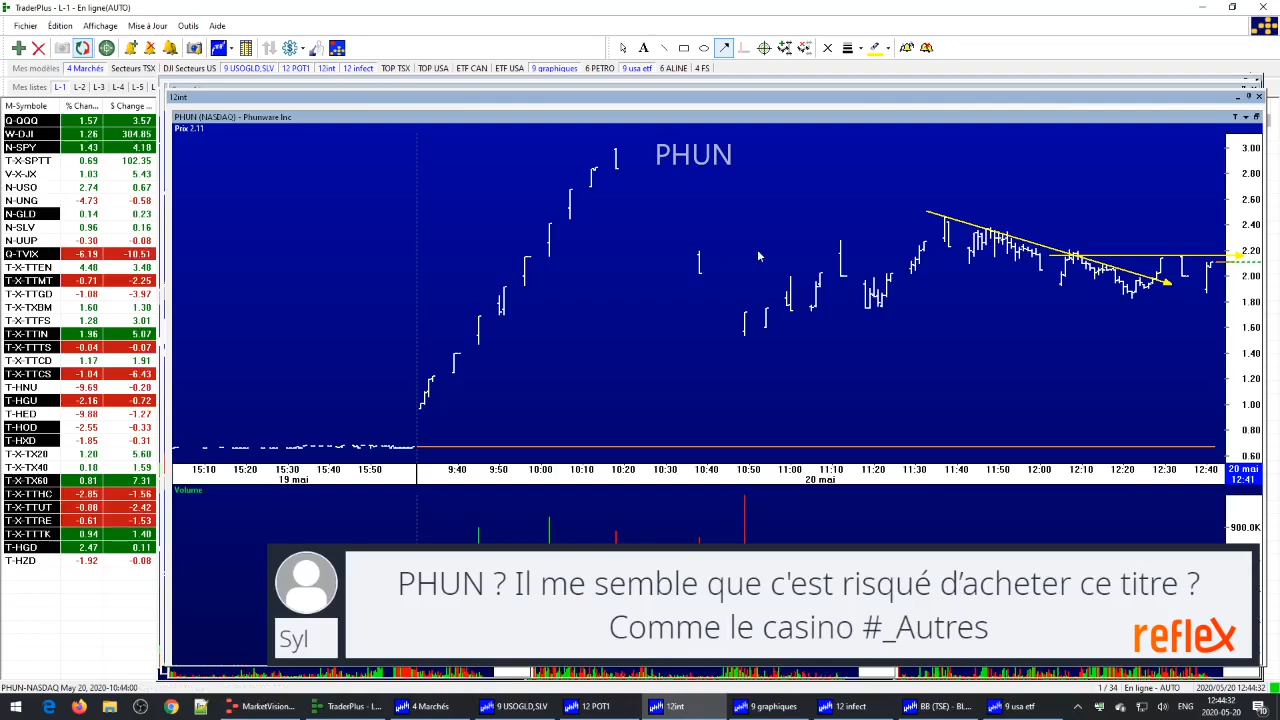 TraderPlus - L-1 - En ligne(AUTO)
Fichier Édition Affichage Mise à Jour Outils Aide
Mes modèles 4 Marchés Secteurs TSX DJI Secteurs US 9 USOGLD,SLV 12 POT1 12int 12 infect TOP TSX TOP USA ETF CAN ETF USA 9 graphiques 6 PETRO 9 usa etf 6 ALINE 4 FS
Mes listes L-1 L-2 L-3 L-4 L-5 L
12int
M-Symbole % Chan... $ Change...
Q-QQQ 1.57 3.57
W-DJI 1.26 304.85
N-SPY 1.43 4.18
T-X-SPTT 0.69 102.35
V-X-JX 1.03 5.43
N-USO 2.74 0.67
N-UNG -4.73 -0.58
N-GLD 0.14 0.23
N-SLV 0.96 0.16
N-UUP -0.30 -0.08
Q-TVIX -6.19 -10.51
T-X-TTEN 4.48 3.48
T-X-TTMT -0.71 -2.25
T-X-TTGD -1.08 -3.97
T-X-TXBM 1.60 1.30
T-X-TTFS 1.28 3.01
T-X-TTIN 1.96 5.07
T-X-TTTS -0.04 -0.07
T-X-TTCD 1.17 1.91
T-X-TTCS -1.04 -6.43
T-HNU -9.69 -0.28
T-HGU -2.16 -0.72
T-HED -9.88 -1.27
T-HOD -2.55 -0.33
T-HXD -1.85 -0.31
T-X-TX20 1.20 5.60
T-X-TX40 0.18 1.59
T-X-TX60 0.81 7.31
T-X-TTHC -2.85 -1.56
T-X-TTUT -0.08 -2.42
T-X-TTRE -0.61 -1.53
T-X-TTTK 0.94 1.40
T-HGD 2.47 0.11
T-HZD -1.92 -0.08
PHUN (NASDAQ) - Phunware Inc
Prix 2.11
PHUN
3.00
2.80
2.60
2.40
2.20
2.00
1.80
1.60
1.40
1.20
1.00
0.80
0.60
15:10 15:20 15:30 15:40 15:50 9:40 9:50 10:00 10:10 10:20 10:30 10:40 10:50 11:00 11:10 11:20 11:30 11:40 11:50 12:00 12:10 12:20 12:30 12:40 20 mai
19 mai 20 mai 12:41
Volume
900.0K
PHUN ? Il me semble que c'est risqué d’acheter ce titre ?
Comme le casino #_Autres
Syl
reflex
PHUN-NASDAQ May 20, 2020-10:44:00
1 / 34 En ligne - AUTO 2020/05/20 12:44:32
MarketVision... TraderPlus - L... 4 Marchés 9 USOGLD,SLV 12 POT1 12int 9 graphiques 12 infect BB (TSE) - Bl... 9 usa etf
12:44:32
2020-05-20